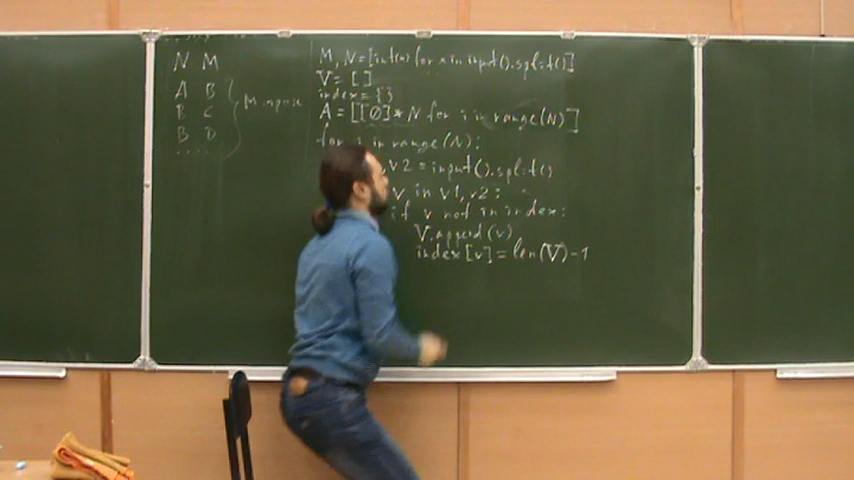 N M
A B
B C
B D
....
M, N = [int(x) for x in input().split()]
V = []
index = {}
A = [[0]*N for i in range(N)]
for i in range(N):
v2 = input().split()
v in v1, v2:
if v not in index:
V.append(v)
index[v] = len(V)-1